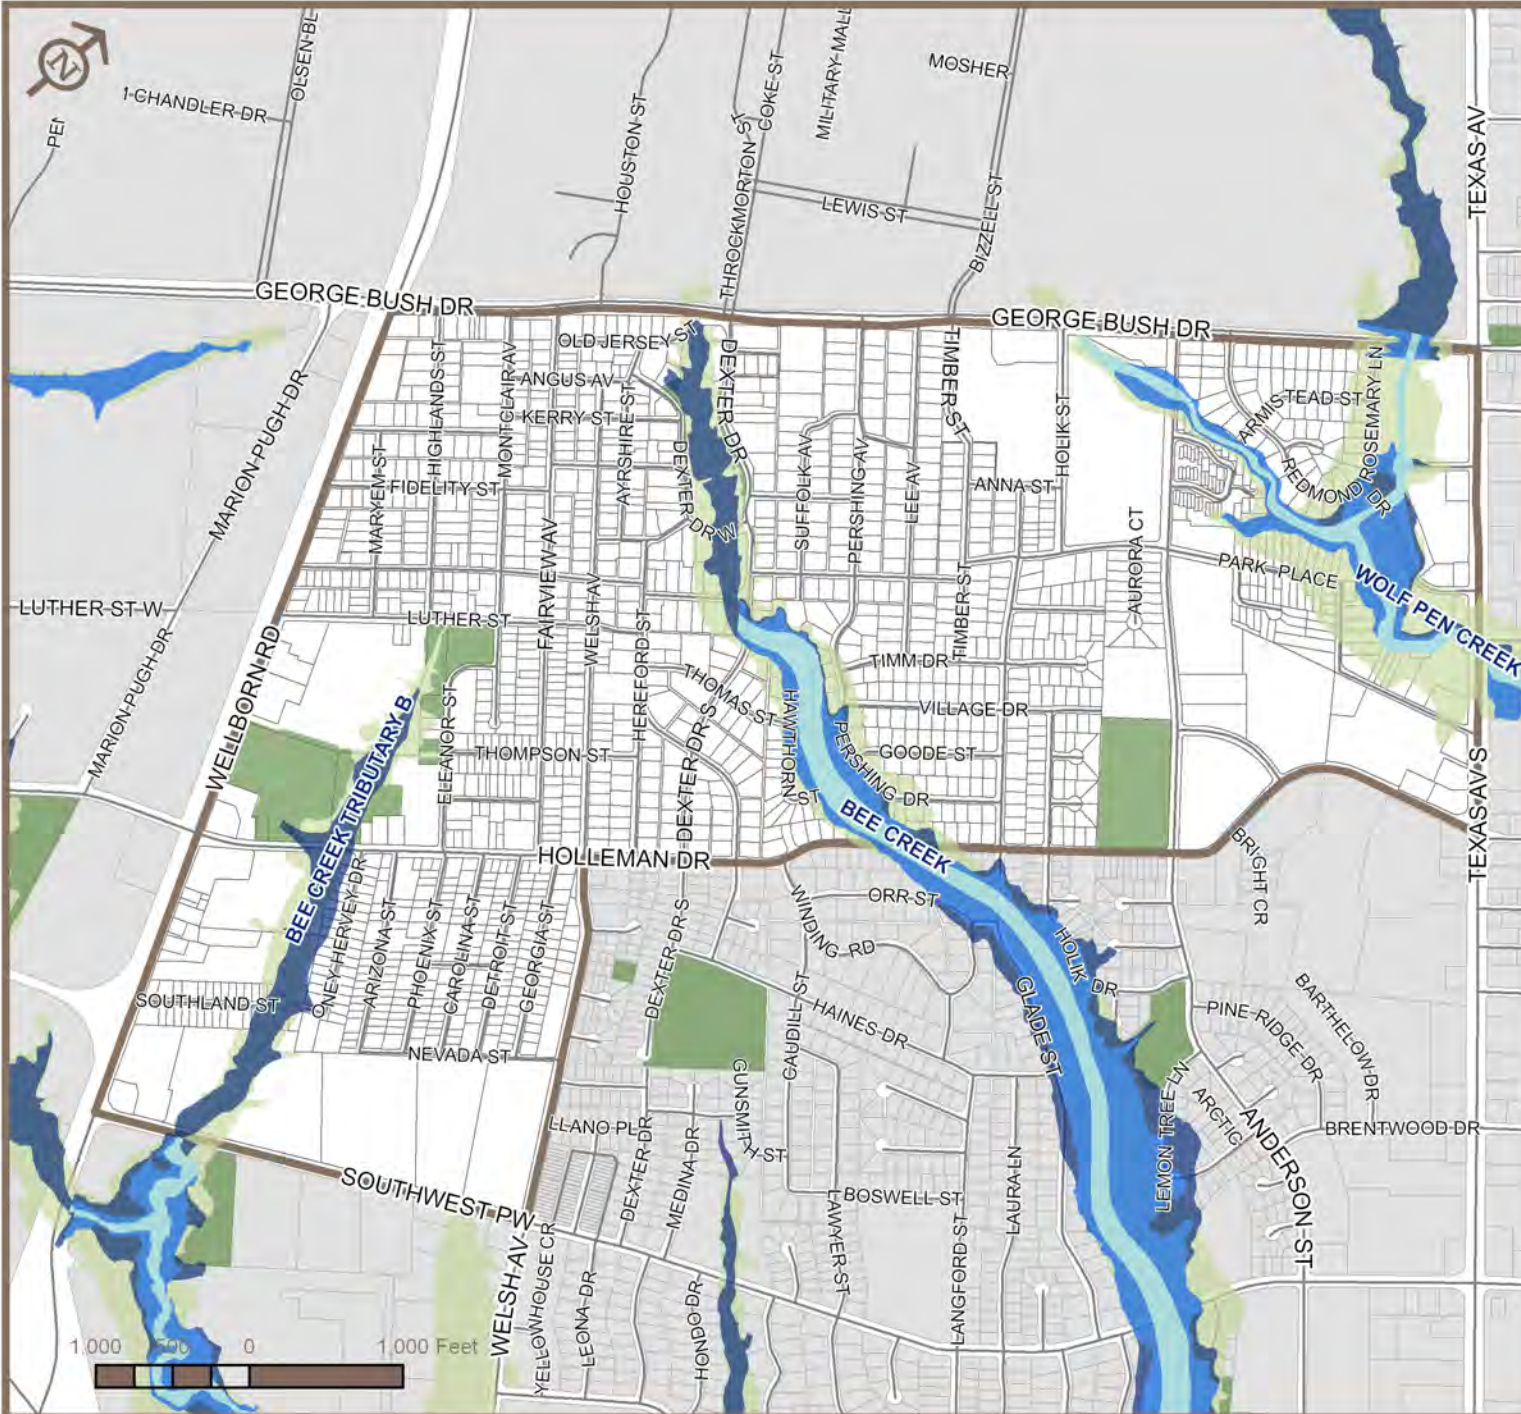 N
PEN
1-CHANDLER-DR
OLSEN-BL
HOUSTON-ST
THROCKMORTON-ST
COKE-ST
MILITARY-MALL
MOSHER
LEWIS-ST
BIZZELL-ST
TEXAS-AV
GEORGE-BUSH-DR
GEORGE-BUSH-DR
OLD-JERSEY-ST
ANGUS-AV
KERRY-ST
HIGHLANDS-ST
MONTCLAIR-AV
AYRSHIRE-ST
DEXTER-DR
DEXTER-DR-W
TIMBER-ST
HOLIK-ST
ARMISTEAD-ST
ROSEMARY-LN
REDMOND-DR
MARION-PUGH-DR
MARYEM-ST
FIDELITY-ST
SUFFOLK-AV
PERSHING-AV
LEE-AV
ANNA-ST
AURORA-CT
PARK-PLACE
WOLF PEN CREEK
FAIRVIEW-AV
WELSH-AV
LUTHER-ST-W
LUTHER-ST
HEREFORD-ST
TIMBER-ST
MARION-PUGH-DR
WELLBORN-RD
THOMAS-ST
HAWTHORN-ST
TIMM-DR
VILLAGE-DR
PERSHING-DR
GOODE-ST
BEE CREEK TRIBUTARY B
ELEANOR-ST
THOMPSON-ST
DEXTER-DR-S
BEE CREEK
TEXAS-AV-S
HOLLEMAN DR
BRIGHT-CR
ONEY-HERVEY-DR
ARIZONA-ST
PHOENIX-ST
CAROLINA-ST
DETROIT-ST
GEORGIA-ST
SOUTHLAND-ST
NEVADA-ST
DEXTER-DR-S
WINDING-RD
ORR-ST
CAUDILL-ST
HAINES-DR
HOLIK-DR
GLADE-ST
PINE-RIDGE-DR
BARTHELOW-DR
LEMON TREE-LN
ARCTIC
ANDERSON-ST
BRENTWOOD-DR
GUNSMITH-ST
LLANO PL
DEXTER-DR
MEDINA-DR
BOSWELL-ST
LAWYER-ST
LAURA-LN
LANGFORD-ST
SOUTHWEST PW
WELSH-AV
YELLOWHOUSE CR
LEONA-DR
HONDO-DR
1,000 500 0 1,000 Feet